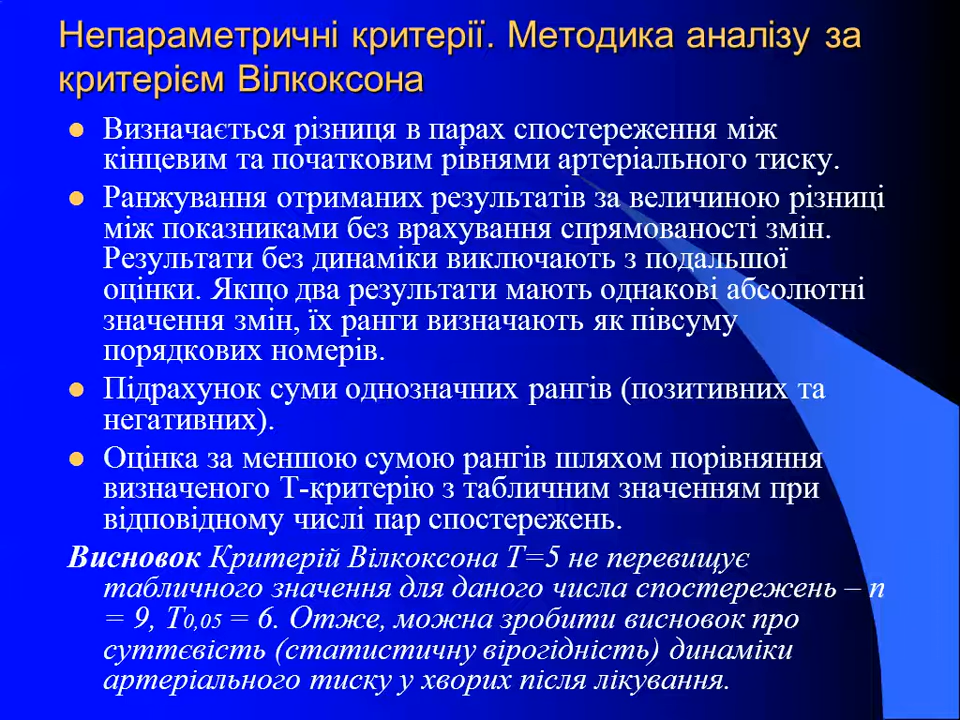 Непараметричні критерії. Методика аналізу за
критерієм Вілкоксона
Визначається різниця в парах спостереження між
кінцевим та початковим рівнями артеріального тиску.
Ранжування отриманих результатів за величиною різниці
між показниками без врахування спрямованості змін.
Результати без динаміки виключають з подальшої
оцінки. Якщо два результати мають однакові абсолютні
значення змін, їх ранги визначають як півсуму
порядкових номерів.
Підрахунок суми однозначних рангів (позитивних та
негативних).
Оцінка за меншою сумою рангів шляхом порівняння
визначеного Т-критерію з табличним значенням при
відповідному числі пар спостережень.
Висновок Критерій Вілкоксона Т=5 не перевищує
табличного значення для даного числа спостережень – n
= 9, Т0,05 = 6. Отже, можна зробити висновок про
суттєвість (статистичну вірогідність) динаміки
артеріального тиску у хворих після лікування.